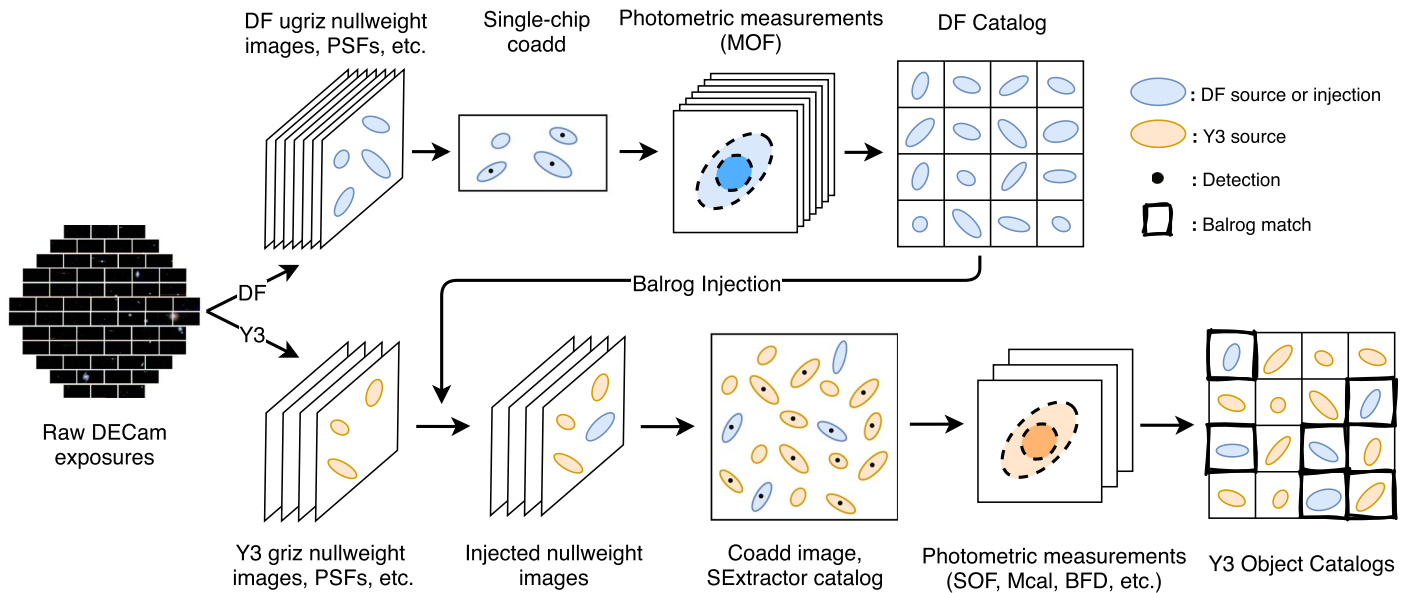 DF ugriz nullweight
images, PSFs, etc.
Single-chip
coadd
Photometric measurements
(MOF)
DF Catalog
: DF source or injection
: Y3 source
: Detection
: Balrog match
DF
Y3
Balrog Injection
Raw DECam
exposures
Y3 griz nullweight
images, PSFs, etc.
Injected nullweight
images
Coadd image,
SExtractor catalog
Photometric measurements
(SOF, Mcal, BFD, etc.)
Y3 Object Catalogs